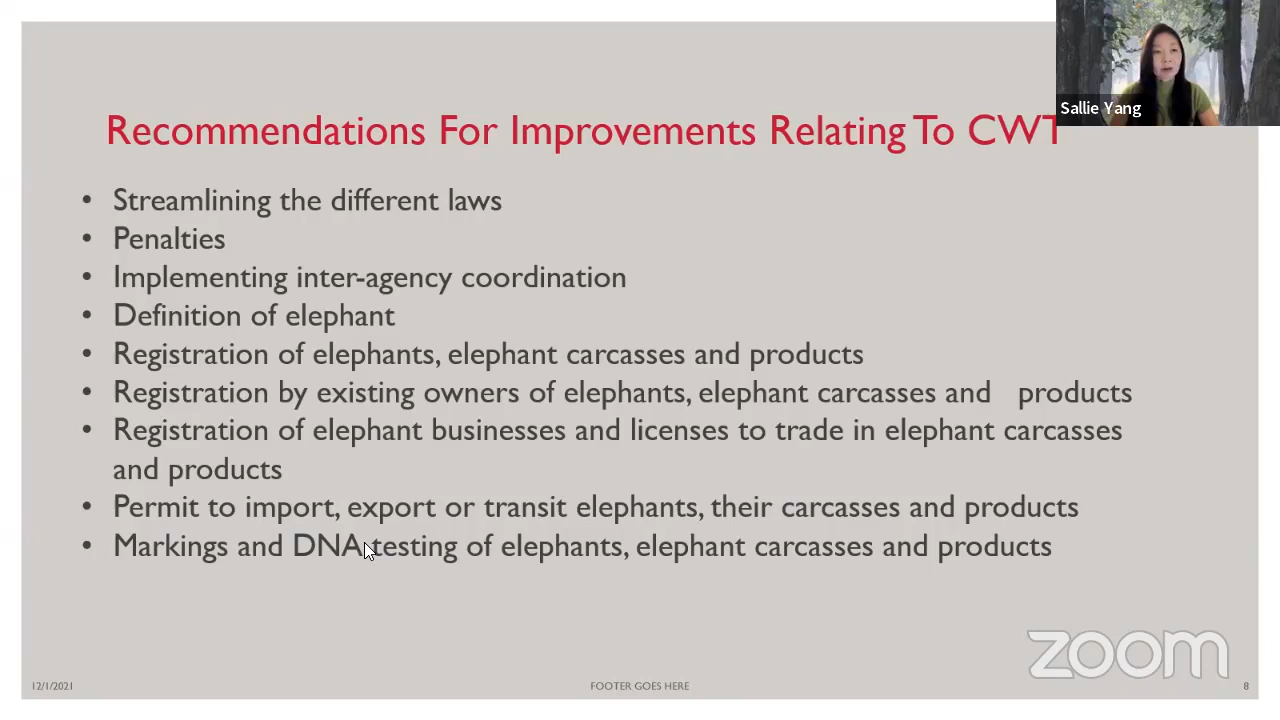 Sallie Yang
Recommendations For Improvements Relating To CWT
• Streamlining the different laws
• Penalties
• Implementing inter-agency coordination
• Definition of elephant
• Registration of elephants, elephant carcasses and products
• Registration by existing owners of elephants, elephant carcasses and products
• Registration of elephant businesses and licenses to trade in elephant carcasses
and products
• Permit to import, export or transit elephants, their carcasses and products
• Markings and DNA testing of elephants, elephant carcasses and products
zoom
12/1/2021
FOOTER GOES HERE
8